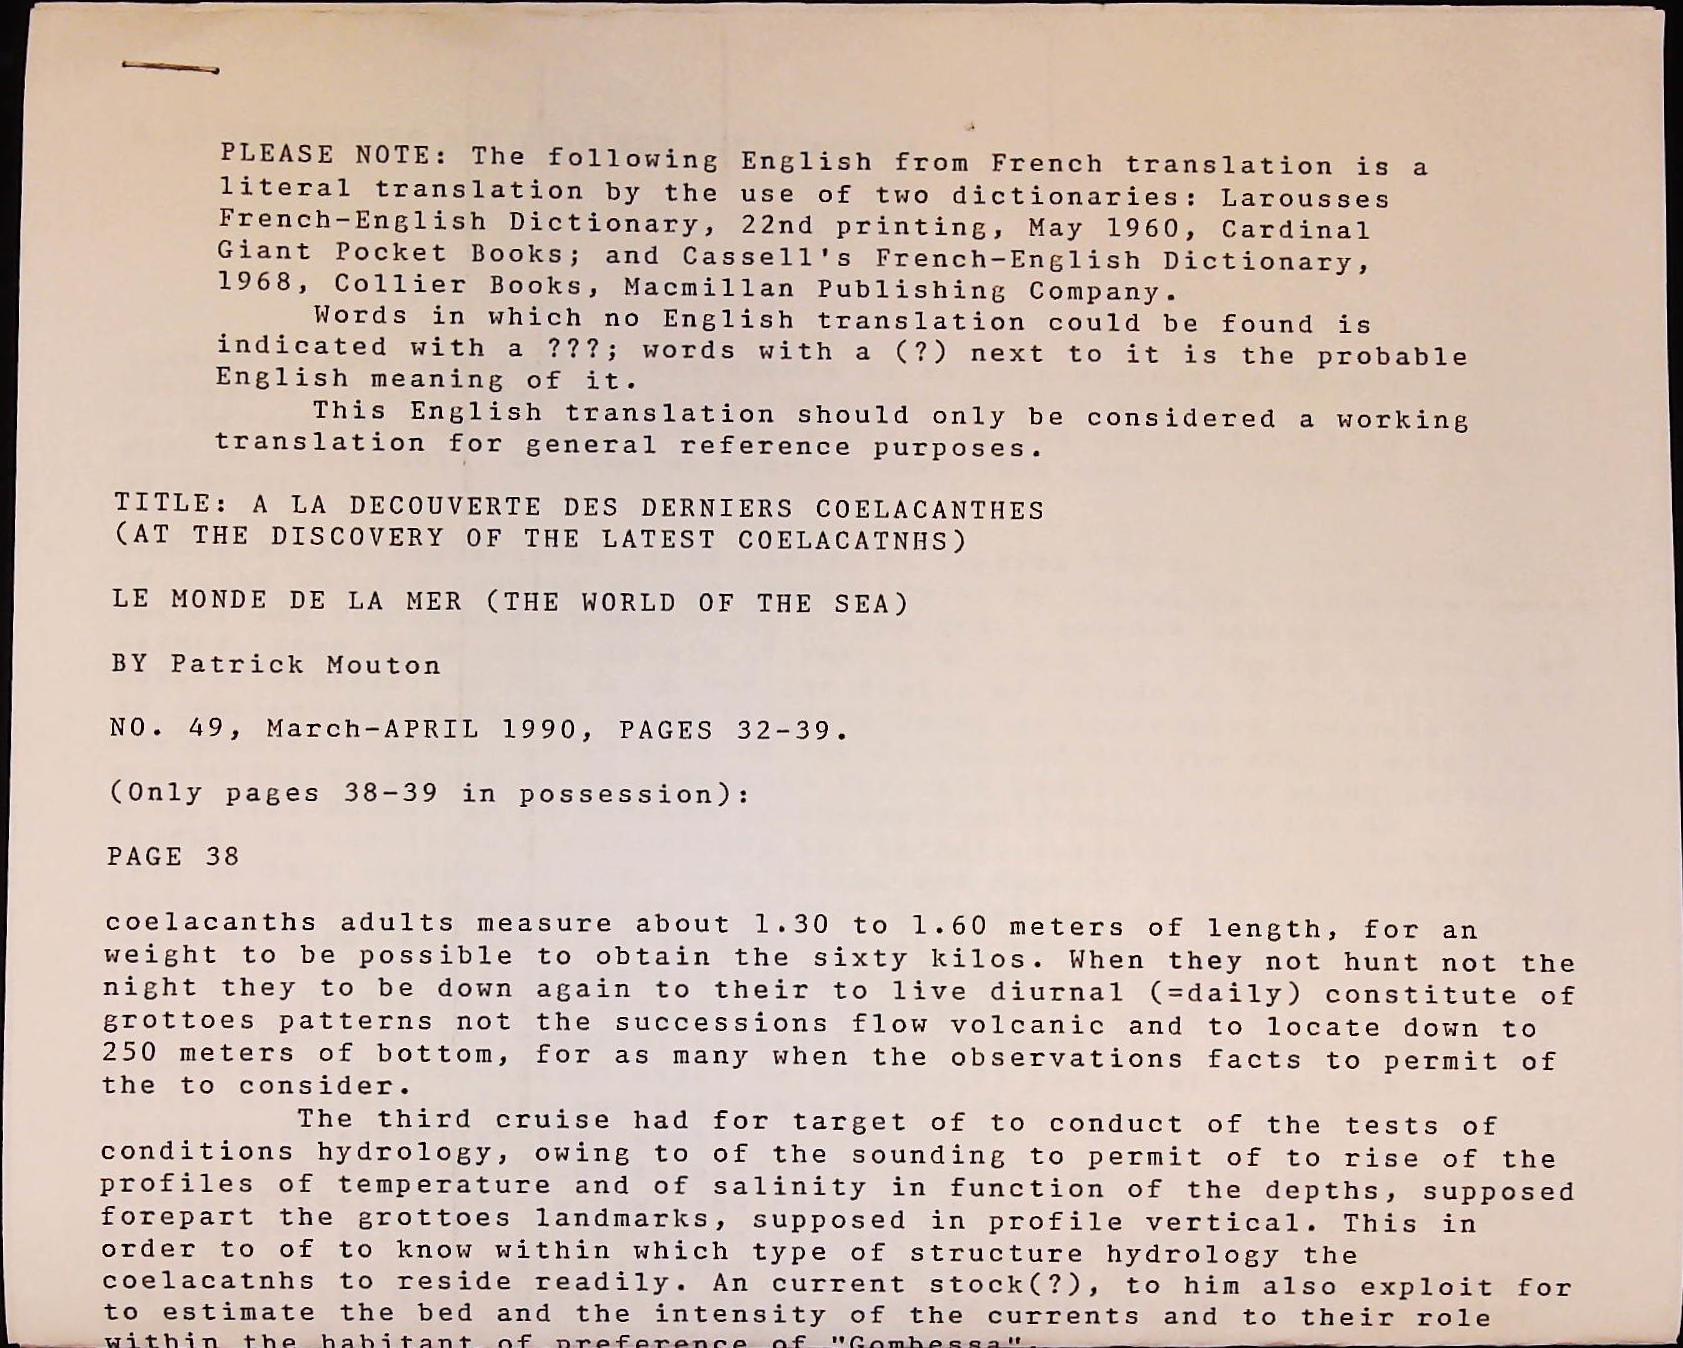 PLEASE NOTE: The following English from French translation is a
literal translation by the use of two dictionaries: Larousses
French-English Dictionary, 22nd printing, May 1960, Cardinal
Giant Pocket Books; and Cassell's French-English Dictionary,
1968, Collier Books, Macmillan Publishing Company.
Words in which no English translation could be found is
indicated with a ???; words with a (?) next to it is the probable
English meaning of it.
This English translation should only be considered a working
translation for general reference purposes.
TITLE: A LA DECOUVERTE DES DERNIERS COELACANTHES
(AT THE DISCOVERY OF THE LATEST COELACATNHS)
LE MONDE DE LA MER (THE WORLD OF THE SEA)
BY Patrick Mouton
NO. 49, March-APRIL 1990, PAGES 32-39.
(Only pages 38-39 in possession):
PAGE 38
coelacanths adults measure about 1.30 to 1.60 meters of length, for an
weight to be possible to obtain the sixty kilos. When they not hunt not the
night they to be down again to their to live diurnal (=daily) constitute of
grottoes patterns not the successions flow volcanic and to locate down to
250 meters of bottom, for as many when the observations facts to permit of
the to consider.
The third cruise had for target of to conduct of the tests of
conditions hydrology, owing to of the sounding to permit of to rise of the
profiles of temperature and of salinity in function of the depths, supposed
forepart the grottoes landmarks, supposed in profile vertical. This in
order to of to know within which type of structure hydrology the
coelacatnhs to reside readily. An current stock(?), to him also exploit for
to estimate the bed and the intensity of the currents and to their role
within the habitant of preference of "Gombessa".